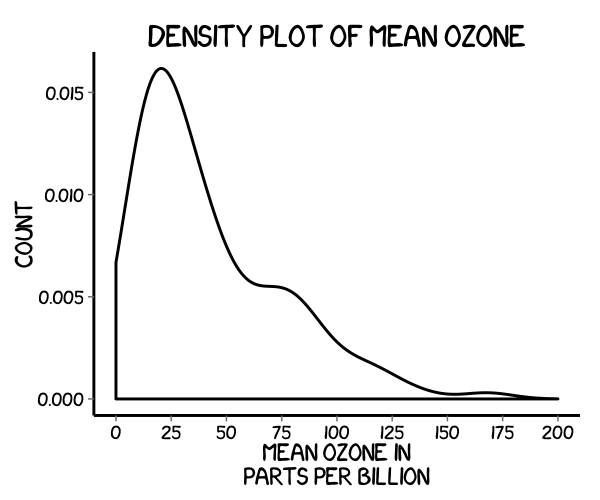 DENSITY PLOT OF MEAN OZONE
0.015
0.010
0.005
0.000
COUNT
0 25 50 75 100 125 150 175 200
MEAN OZONE IN
PARTS PER BILLION